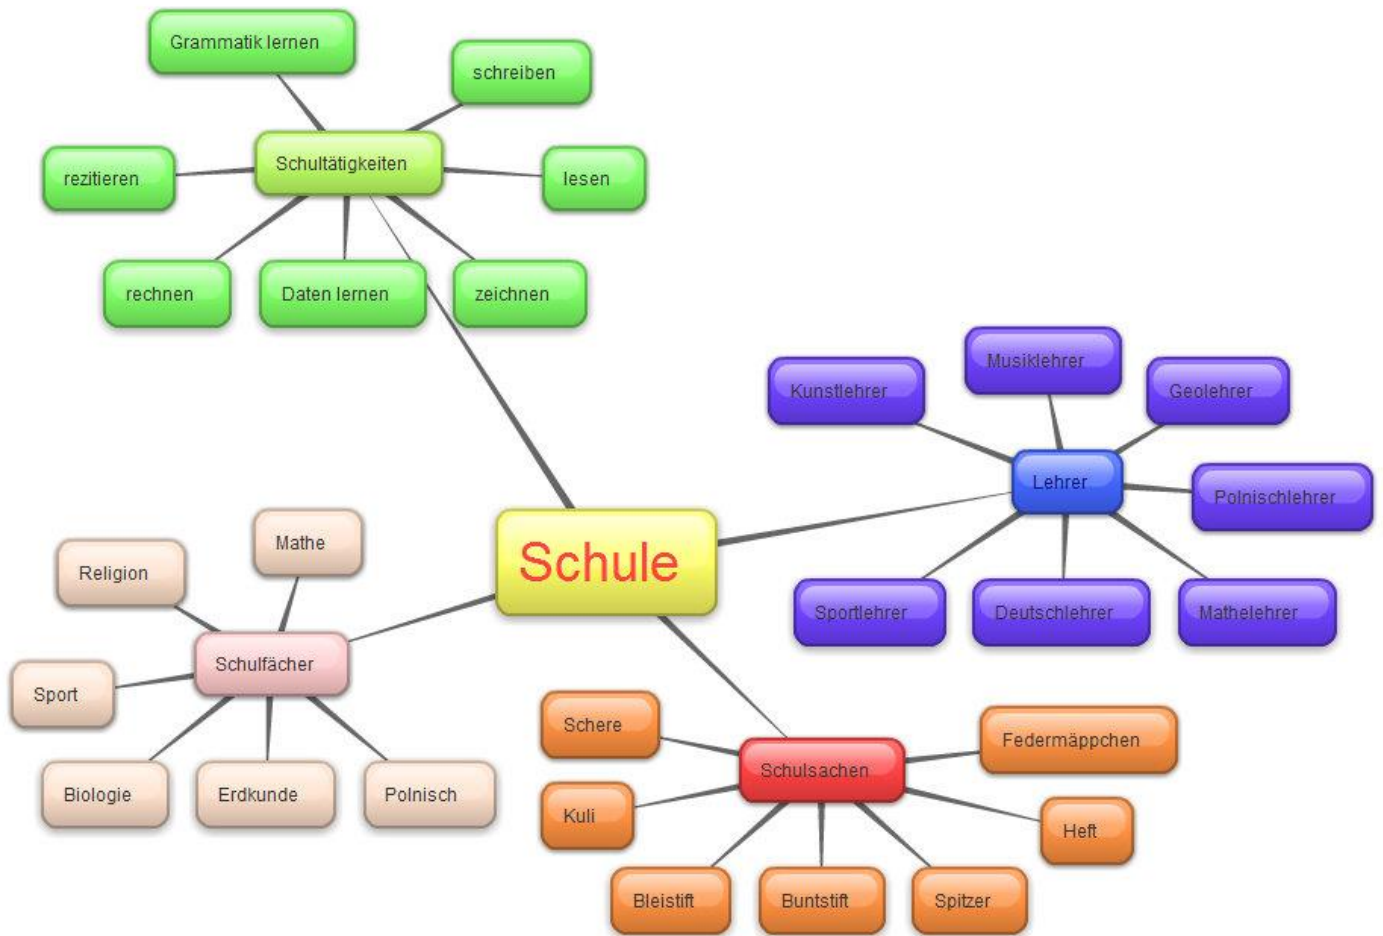 Grammatik lernen
schreiben
Schultätigkeiten
rezitieren
lesen
rechnen
Daten lernen
zeichnen
Musiklehrer
Kunstlehrer
Geolehrer
Lehrer
Polnischlehrer
Sportlehrer
Deutschlehrer
Mathelehrer
Schule
Mathe
Religion
Schulfächer
Sport
Biologie
Erdkunde
Polnisch
Schere
Federmäppchen
Schulsachen
Kuli
Heft
Bleistift
Buntstift
Spitzer